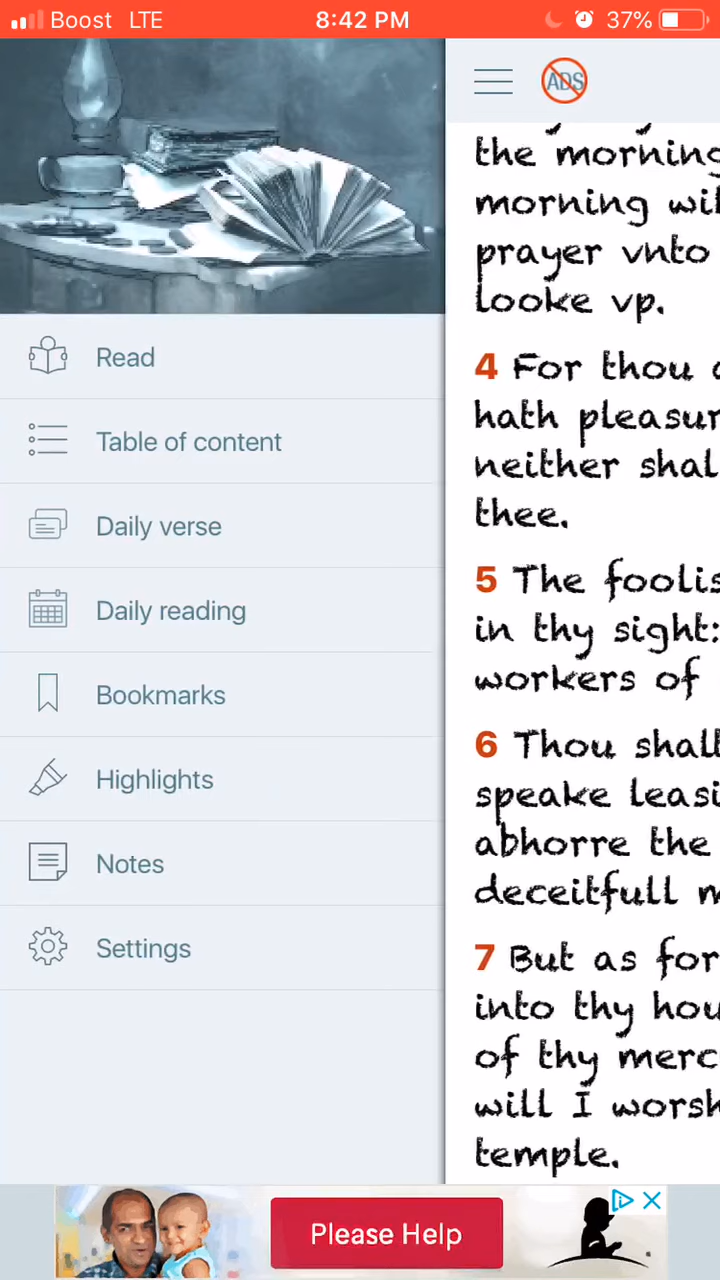 Boost LTE 8:42 PM 37%
ADS
the morning
morning wil
prayer vnto
looke vp.
4 For thou
hath pleasur
neither shal
thee.
5 The foolis
in thy sight:
workers of
6 Thou shall
speake leasi
abhorre the
deceitfull
7 But as for
into thy hou
of thy merc
will I worsh
temple.
Read
Table of content
Daily verse
Daily reading
Bookmarks
Highlights
Notes
Settings
Please Help